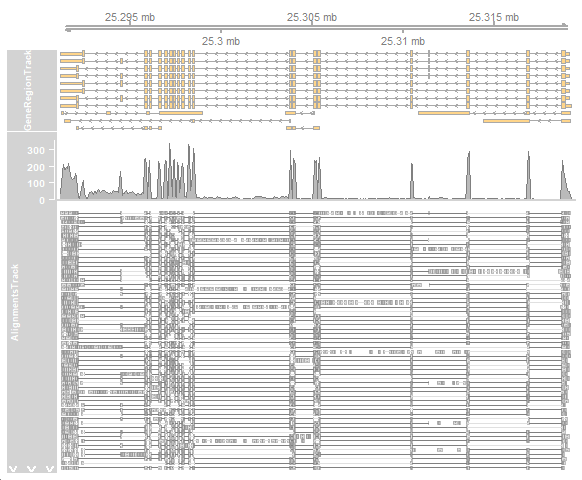 25.295 mb
25.305 mb
25.315 mb
25.3 mb
25.31 mb
GeneRegionTrack
300
200
100
0
AlignmentsTrack